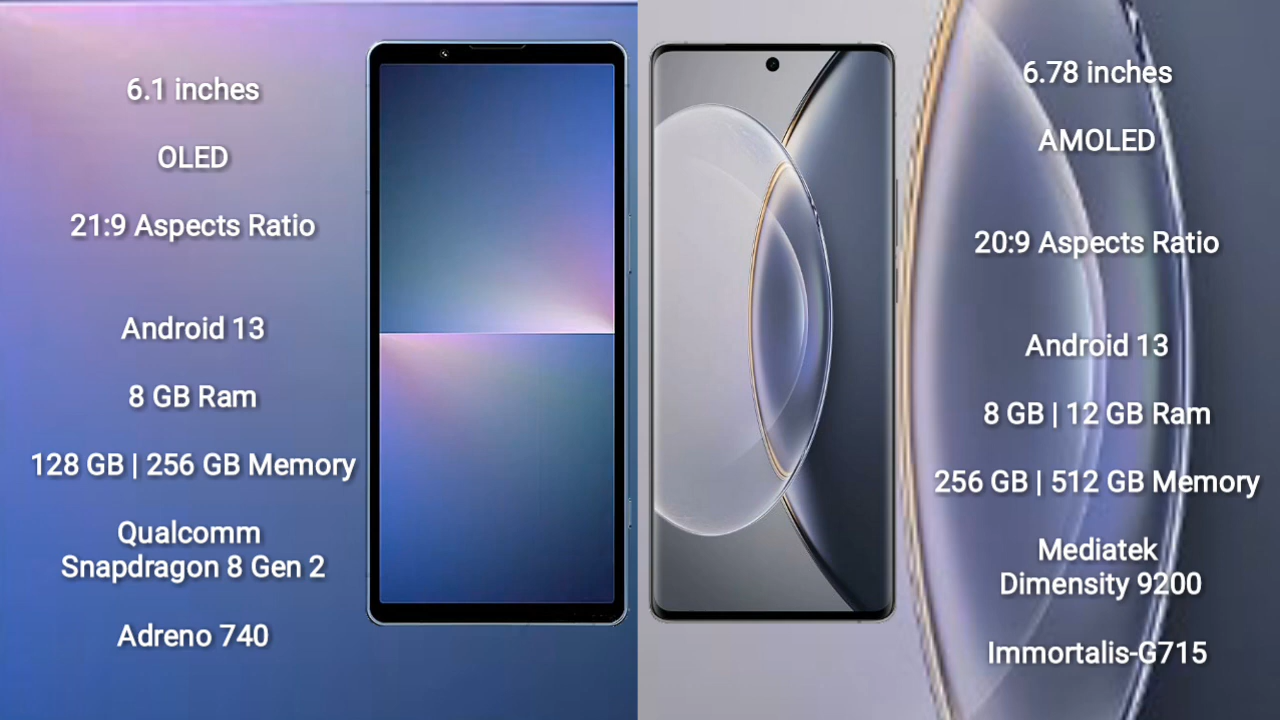 6.1 inches
OLED
21:9 Aspects Ratio
Android 13
8 GB Ram
128 GB | 256 GB Memory
Qualcomm
Snapdragon 8 Gen 2
Adreno 740
6.78 inches
AMOLED
20:9 Aspects Ratio
Android 13
8 GB | 12 GB Ram
256 GB | 512 GB Memory
Mediatek
Dimensity 9200
Immortalis-G715